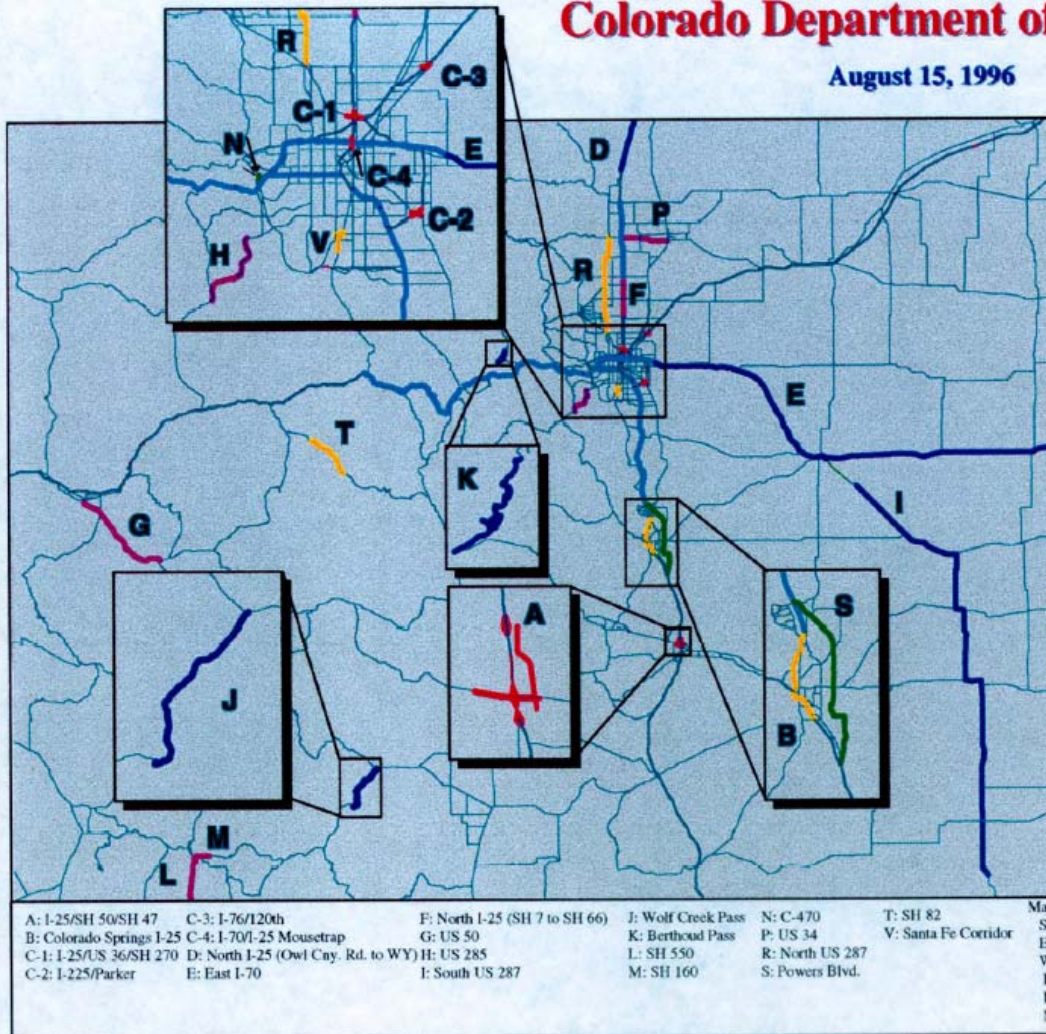 Colorado Department of
August 15, 1996
R
C-3
C-1
N
E
C-4
C-2
H
V
D
P
R
F
E
T
K
I
G
A
S
J
B
M
L
A: I-25/SH 50/SH 47
B: Colorado Springs I-25
C-1: I-25/US 36/SH 270
C-2: I-225/Parker
C-3: I-76/120th
C-4: I-70/I-25 Mousetrap
D: North I-25 (Owl Cny. Rd. to WY)
E: East I-70
F: North I-25 (SH 7 to SH 66)
G: US 50
H: US 285
I: South US 287
J: Wolf Creek Pass
K: Berthoud Pass
L: SH 550
M: SH 160
N: C-470
P: US 34
R: North US 287
S: Powers Blvd.
T: SH 82
V: Santa Fe Corridor
Ma
S
E